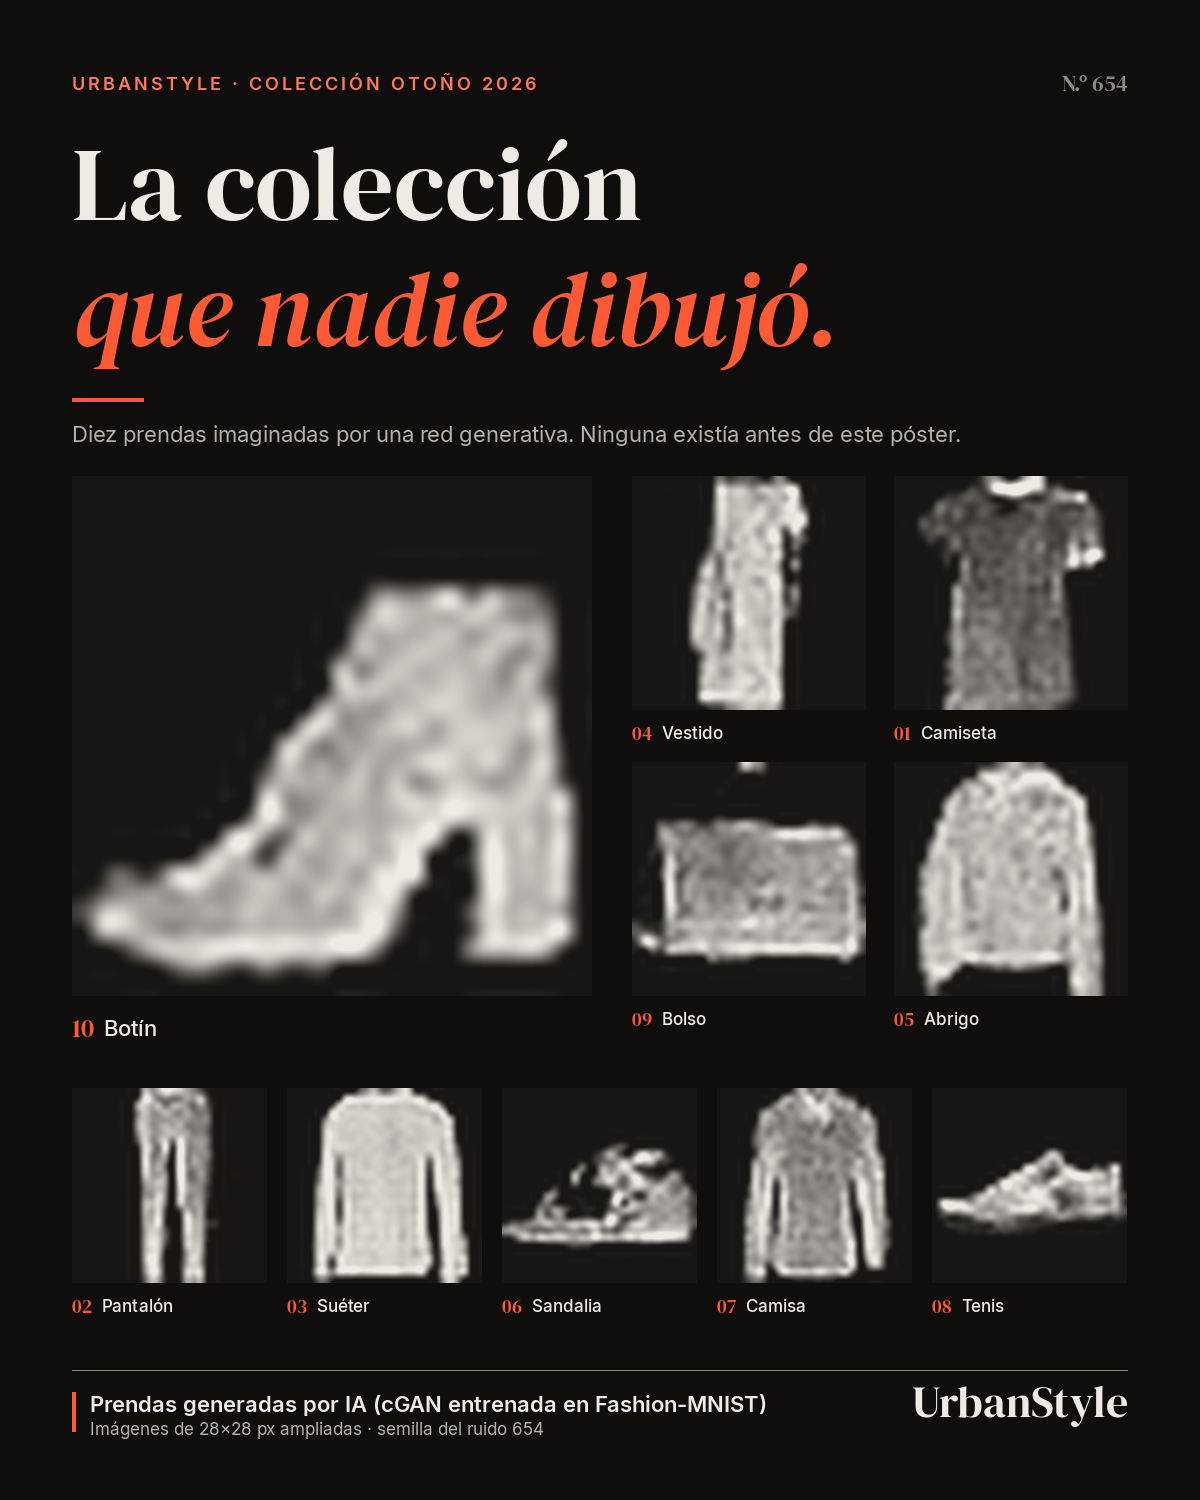 URBANSTYLE · COLECCIÓN OTOÑO 2026
N.º 654
La colección
que nadie dibujó.
Diez prendas imaginadas por una red generativa. Ninguna existía antes de este póster.
04 Vestido
01 Camiseta
09 Bolso
05 Abrigo
10 Botín
02 Pantalón
03 Suéter
06 Sandalia
07 Camisa
08 Tenis
Prendas generadas por IA (cGAN entrenada en Fashion-MNIST)
Imágenes de 28×28 px ampliadas · semilla del ruido 654
UrbanStyle